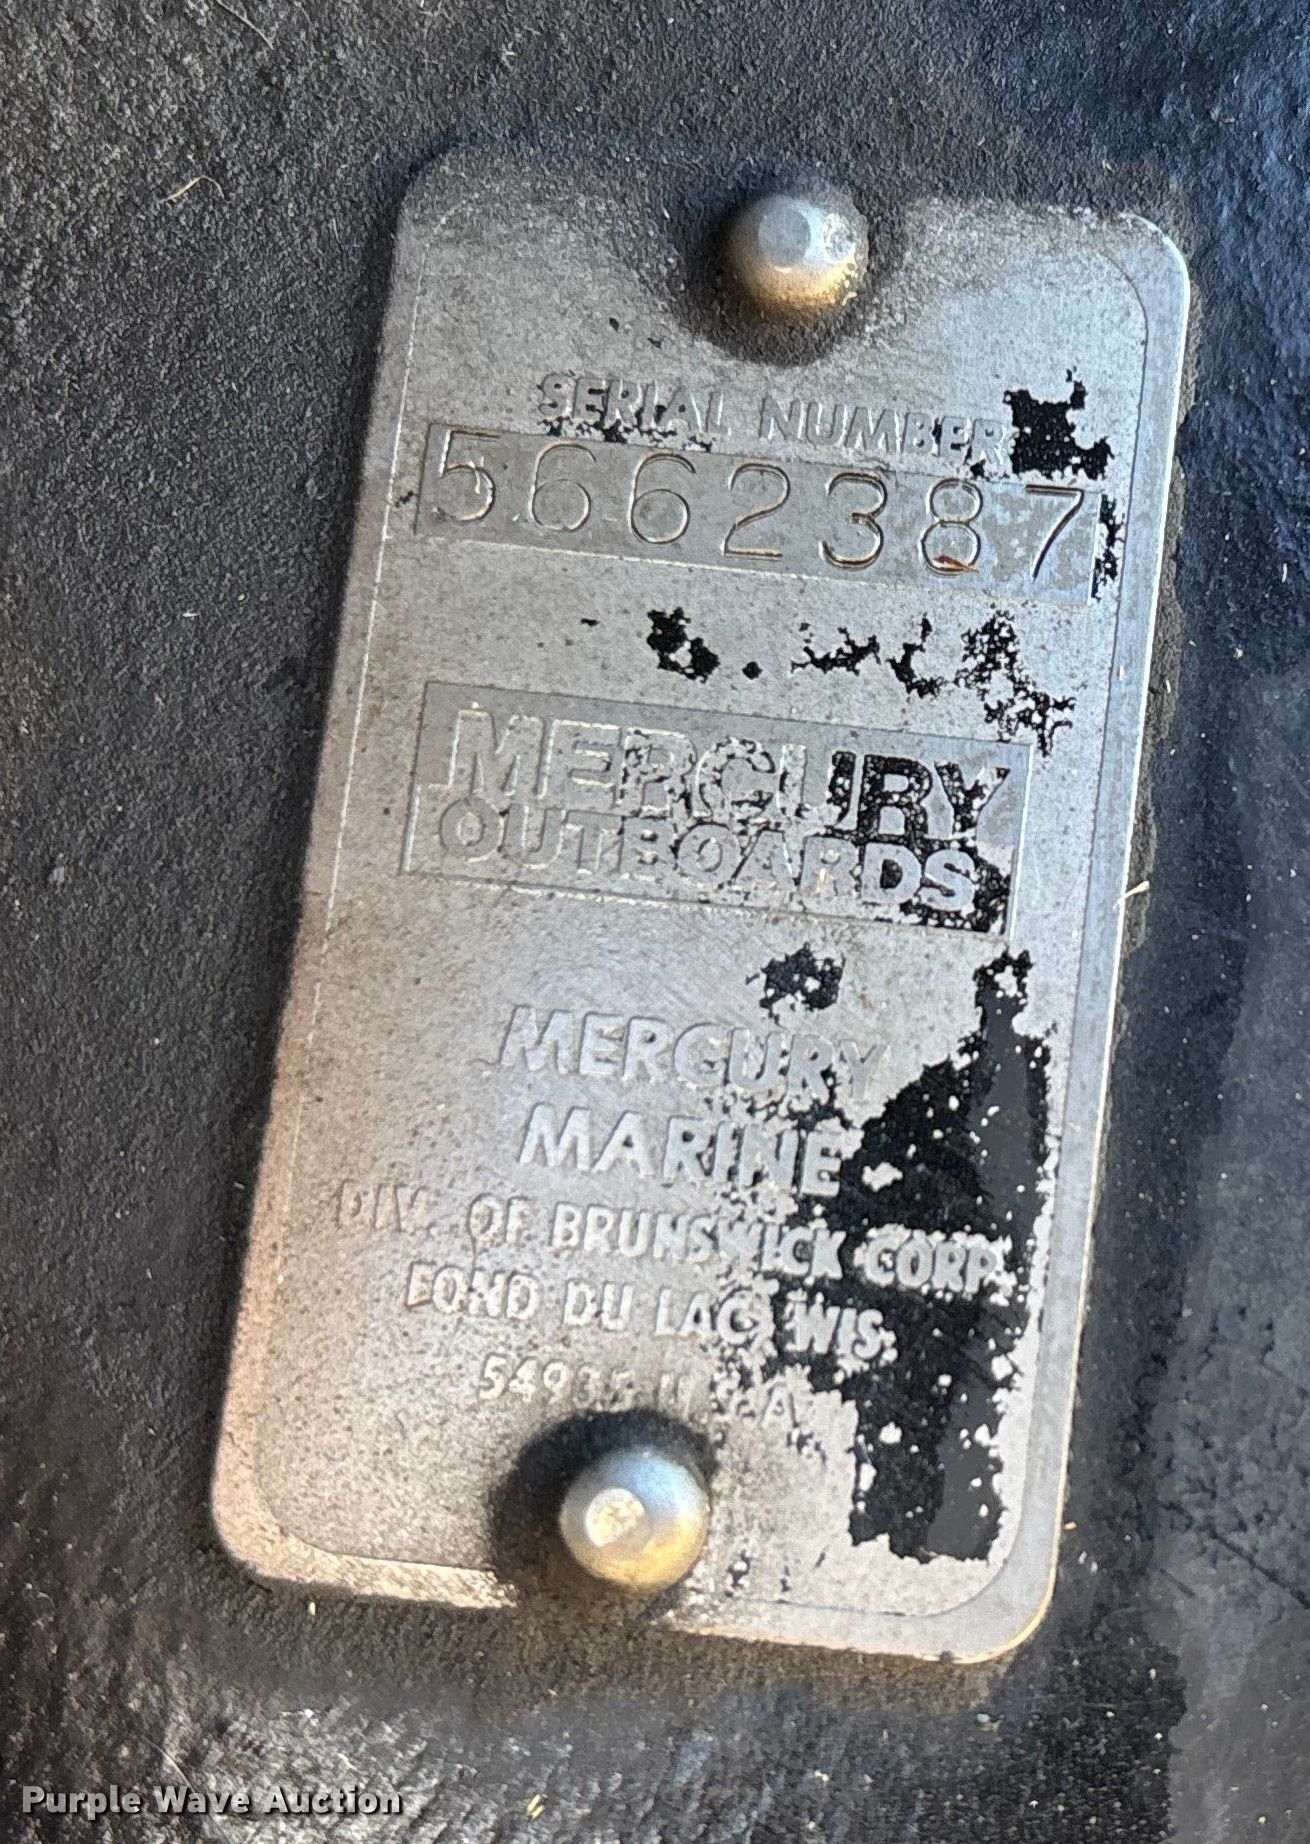 SERIAL NUMBER
5662387
MERCURY
OUTBOARDS
MERCURY
MARINE
DIV. OF BRUNSWICK CORP.
FOND DU LAC, WIS.
U.S.A.
Purple Wave Auction